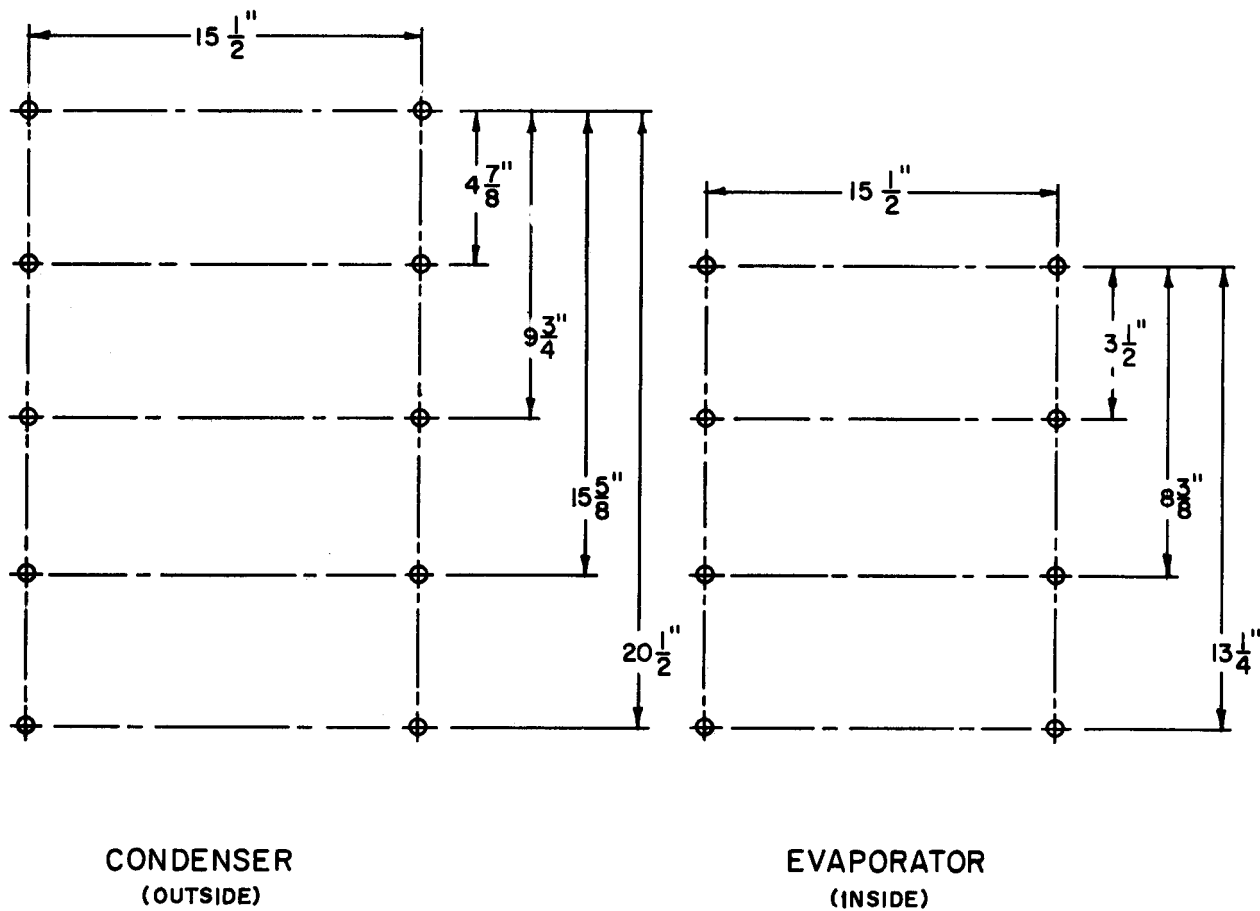 15 1/2"
4 7/8"
9 3/4"
15 5/8"
20 1/2"
CONDENSER
(OUTSIDE)
15 1/2"
3 1/2"
8 3/8"
13 1/4"
EVAPORATOR
(INSIDE)